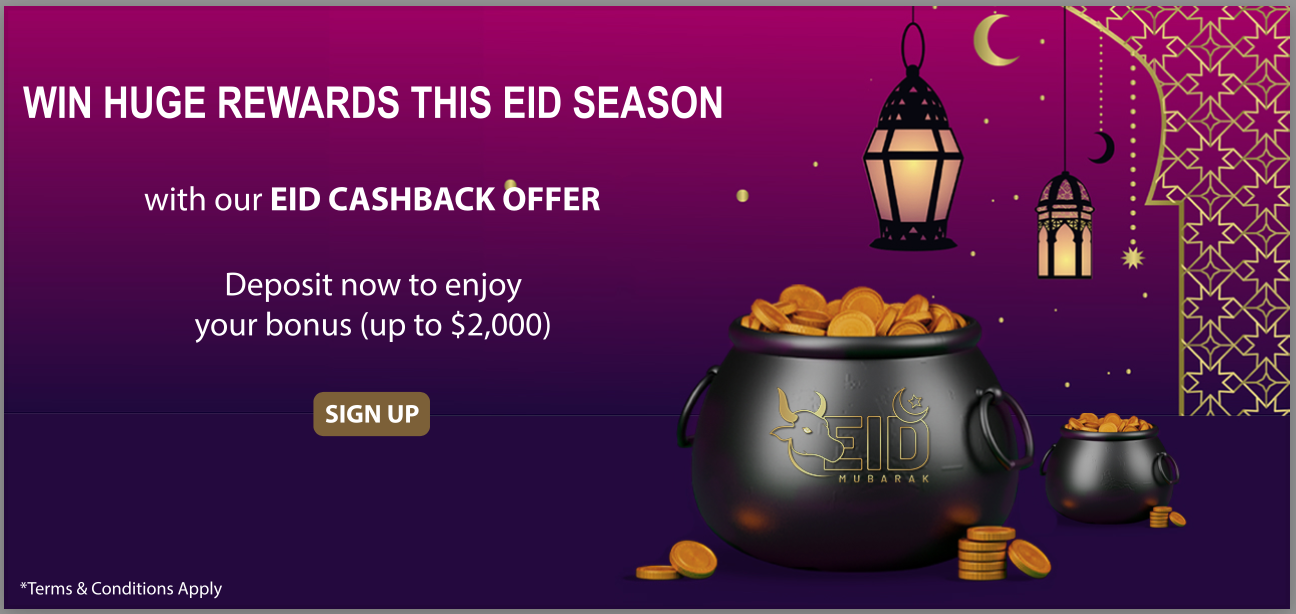 WIN HUGE REWARDS THIS EID SEASON
with our EID CASHBACK OFFER
Deposit now to enjoy
your bonus (up to $2,000)
SIGN UP
EID
MUBARAK
*Terms & Conditions Apply